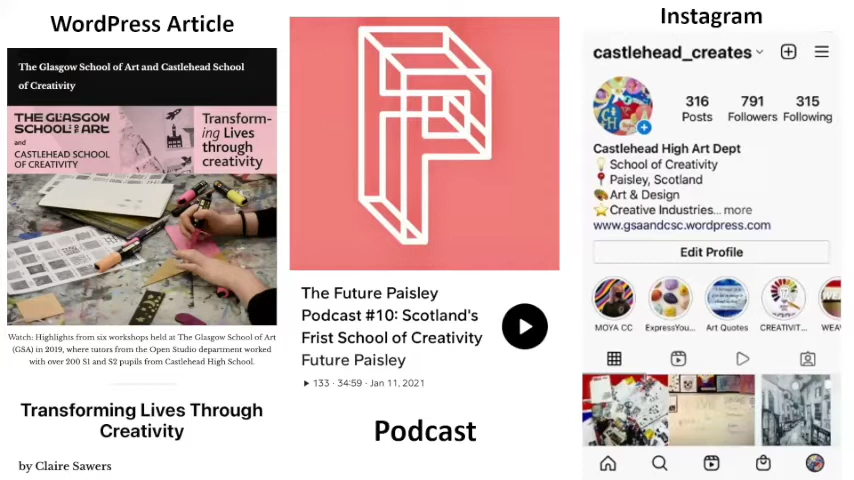 WordPress Article
The Glasgow School of Art and Castlehead School
of Creativity
THE GLASGOW
SCHOOL OF ART
and
CASTLEHEAD SCHOOL
OF CREATIVITY
Transform-
ing Lives
through
creativity
Watch: Highlights from six workshops held at The Glasgow School of Art
(GSA) in 2019, where tutors from the Open Studio department worked
with over 200 S1 and S2 pupils from Castlehead High School.
Transforming Lives Through
Creativity
by Claire Sawers
The Future Paisley
Podcast #10: Scotland's
Frist School of Creativity
Future Paisley
133 · 34:59 · Jan 11, 2021
Podcast
Instagram
castlehead_creates
316 791 315
Posts Followers Following
Castlehead High Art Dept
School of Creativity
Paisley, Scotland
Art & Design
Creative Industries... more
www.gsaandcsc.wordpress.com
Edit Profile
MOYA CC ExpressYou... Art Quotes CREATIVIT... WEA